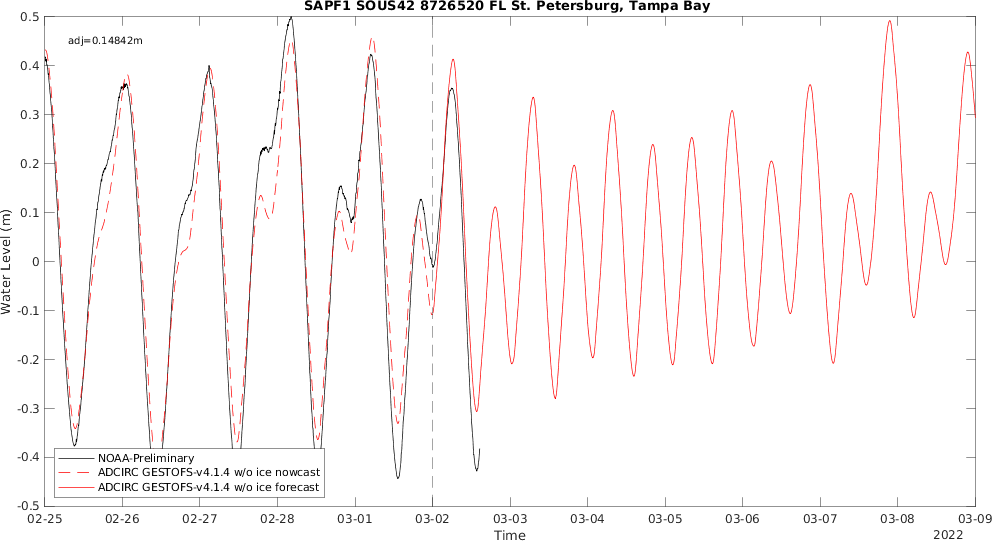 SAPF1 SOUS42 8726520 FL St. Petersburg, Tampa Bay
adj=0.14842m
0.5
0.4
0.3
0.2
0.1
0
-0.1
-0.2
-0.3
-0.4
-0.5
Water Level (m)
NOAA-Preliminary
ADCIRC GESTOFS-v4.1.4 w/o ice nowcast
ADCIRC GESTOFS-v4.1.4 w/o ice forecast
02-25 02-26 02-27 02-28 03-01 03-02 03-03 03-04 03-05 03-06 03-07 03-08 03-09
Time
2022